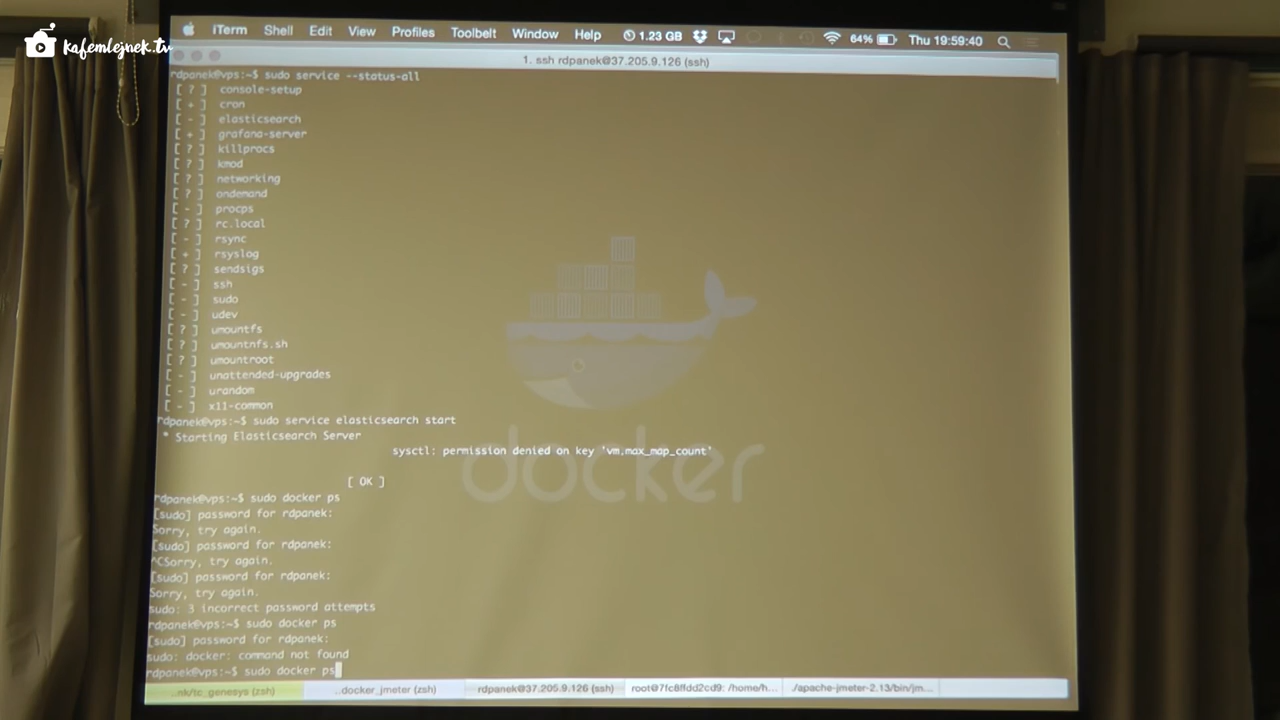 kafemlejnek.tv
iTerm Shell Edit View Profiles Toolbelt Window Help 1.23 GB 64% Thu 19:59:40
1. ssh rdpanek@37.205.9.126 (ssh)
rdpanek@vps:~$ sudo service --status-all
[ ? ] console-setup
[ + ] cron
[ - ] elasticsearch
[ + ] grafana-server
[ ? ] killprocs
[ ? ] kmod
[ ? ] networking
[ ? ] ondemand
[ - ] procps
[ ? ] rc.local
[ - ] rsync
[ + ] rsyslog
[ ? ] sendsigs
[ - ] ssh
[ - ] sudo
[ - ] udev
[ ? ] umountfs
[ ? ] umountnfs.sh
[ ? ] umountroot
[ - ] unattended-upgrades
[ - ] urandom
[ - ] x11-common
rdpanek@vps:~$ sudo service elasticsearch start
* Starting Elasticsearch Server
sysctl: permission denied on key 'vm.max_map_count'
[ OK ]
docker
rdpanek@vps:~$ sudo docker ps
[sudo] password for rdpanek:
Sorry, try again.
[sudo] password for rdpanek:
^CSorry, try again.
[sudo] password for rdpanek:
Sorry, try again.
sudo: 3 incorrect password attempts
rdpanek@vps:~$ sudo docker ps
[sudo] password for rdpanek:
sudo: docker: command not found
rdpanek@vps:~$ sudo docker ps
...nk/tc_genesys (zsh) ...docker_jmeter (zsh) rdpanek@37.205.9.126 (ssh) root@7fc8ffdd2cd9: /home/h... ./apache-jmeter-2.13/bin/jm...